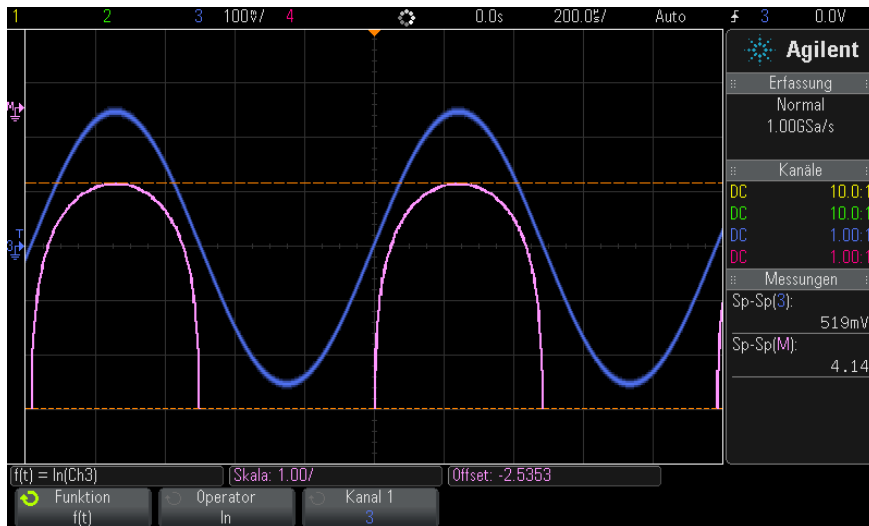 1 2 3 100℧/ 4 0.0s 200.0㎲/ Auto 3 0.0V
Agilent
Erfassung
Normal
1.00GSa/s
Kanäle
DC 10.0:1
DC 10.0:1
DC 1.00:1
DC 1.00:1
Messungen
Sp-Sp(3):
519mV
Sp-Sp(M):
4.14
M
T
3
f(t) = ln(Ch3) Skala: 1.00/ Offset: -2.5353
Funktion Operator Kanal 1
f(t) ln 3